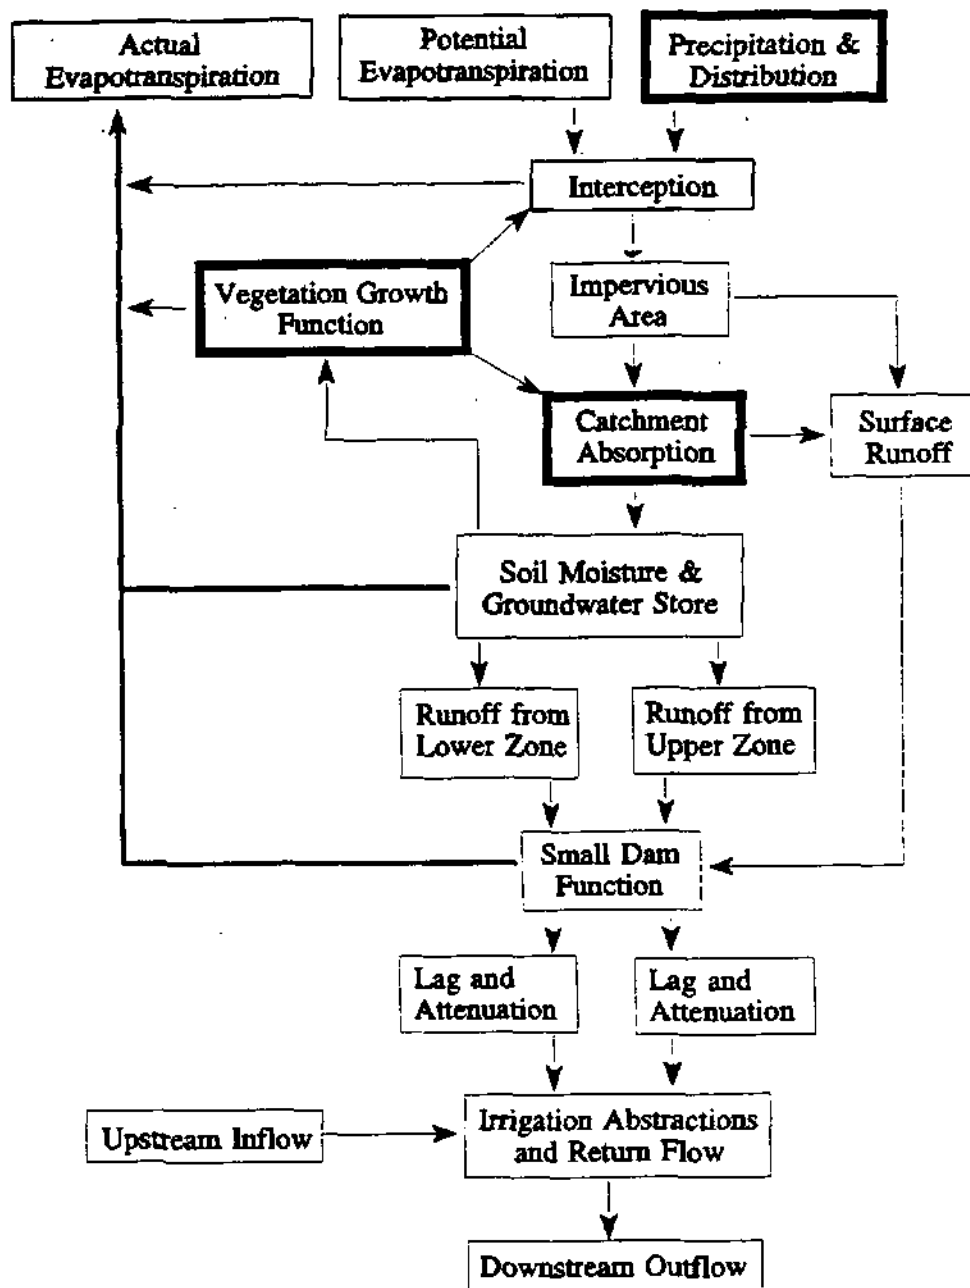 Actual
Evapotranspiration
Potential
Evapotranspiration
Precipitation &
Distribution
Interception
Vegetation Growth
Function
Impervious
Area
Catchment
Absorption
Surface
Runoff
Soil Moisture &
Groundwater Store
Runoff from
Lower Zone
Runoff from
Upper Zone
Small Dam
Function
Lag and
Attenuation
Lag and
Attenuation
Upstream Inflow
Irrigation Abstractions
and Return Flow
Downstream Outflow